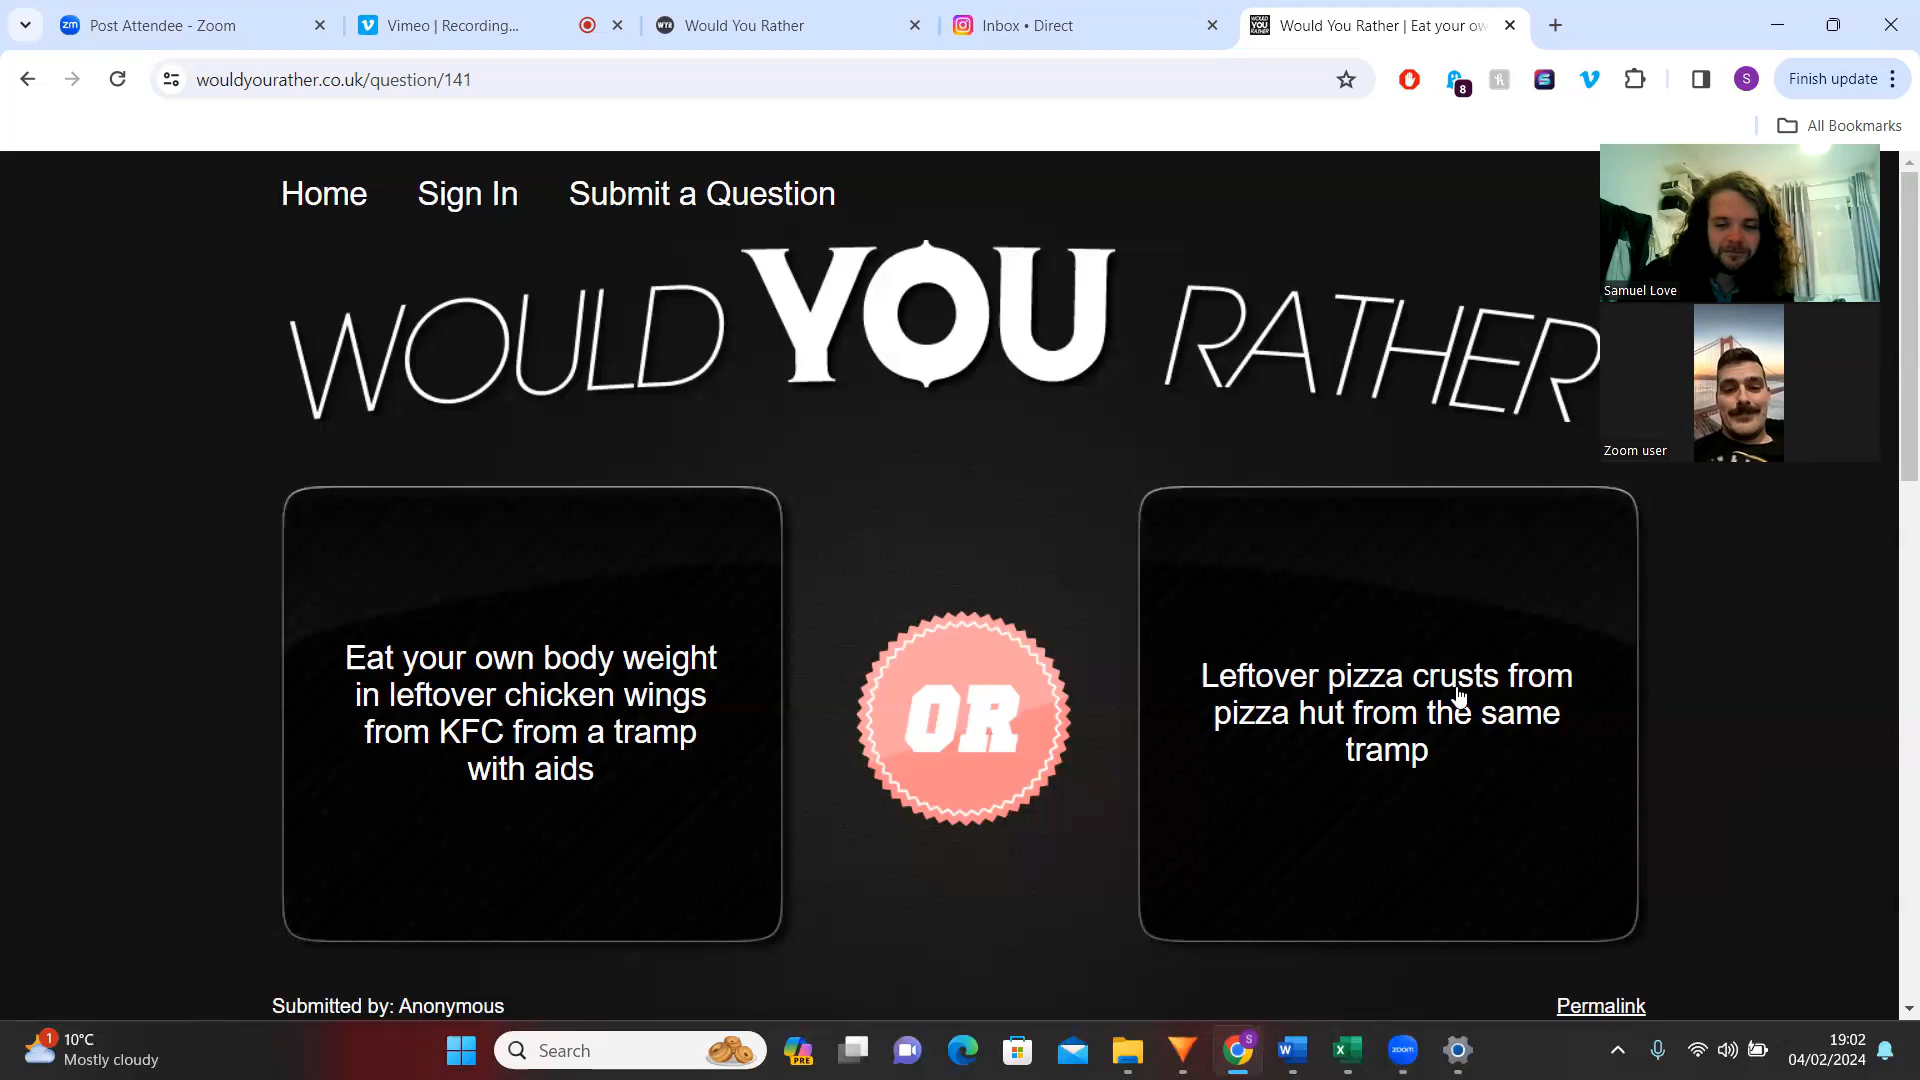 Post Attendee - Zoom
Vimeo | Recording...
Would You Rather
Inbox • Direct
Would You Rather | Eat your ow
wouldyourather.co.uk/question/141
8
S
Finish update
All Bookmarks
Home
Sign In
Submit a Question
WOULD YOU RATHER
Samuel Love
Zoom user
Eat your own body weight
in leftover chicken wings
from KFC from a tramp
with aids
OR
Leftover pizza crusts from
pizza hut from the same
tramp
Submitted by: Anonymous
Permalink
1
10°C
Mostly cloudy
Search
PRE
S
zoom
19:02
04/02/2024